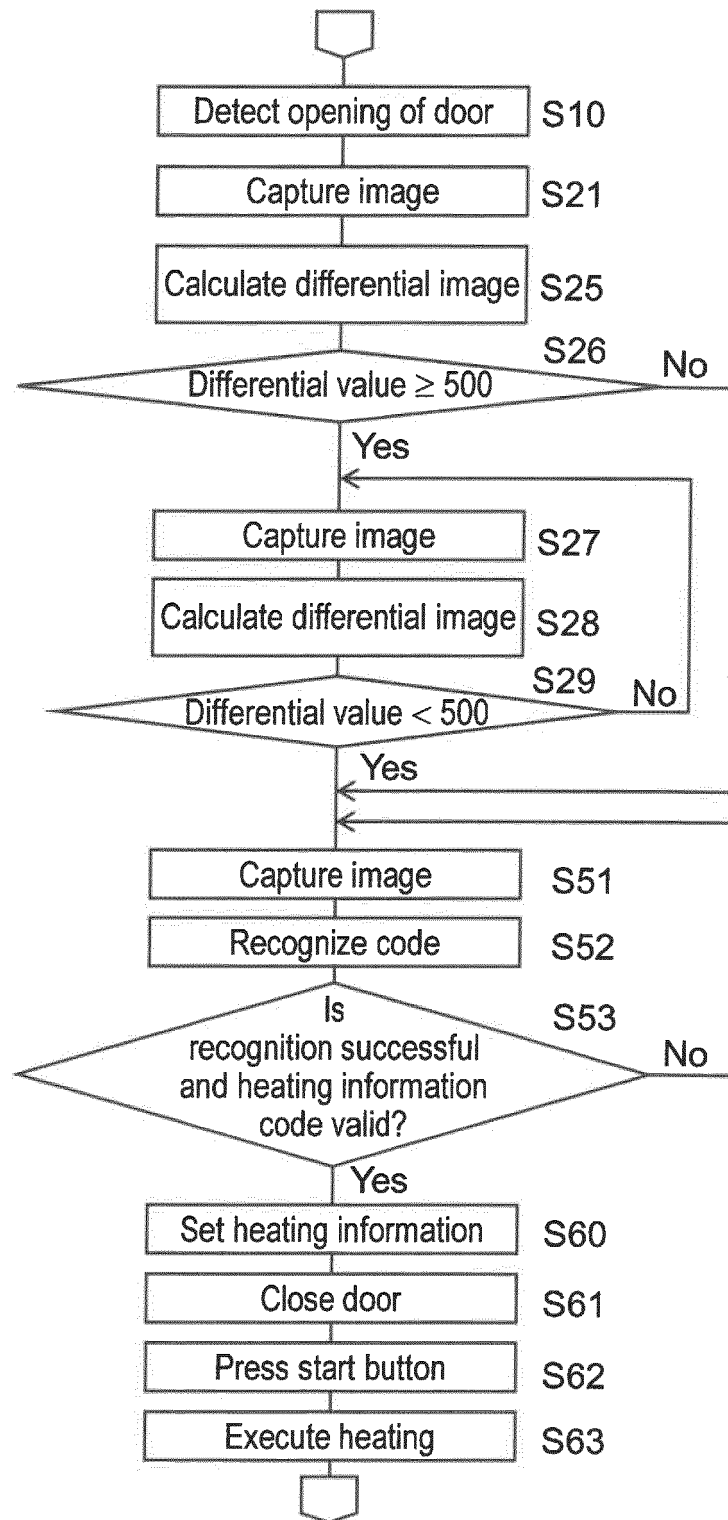 Detect opening of door S10
Capture image S21
Calculate differential image S25
S26
Differential value ≥ 500 No
Yes
Capture image S27
Calculate differential image S28
S29
Differential value < 500 No
Yes
Capture image S51
Recognize code S52
Is S53
recognition successful
and heating information No
code valid?
Yes
Set heating information S60
Close door S61
Press start button S62
Execute heating S63